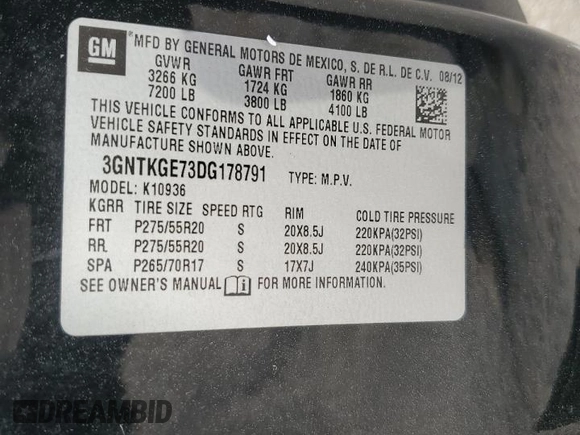 GM
MFD BY GENERAL MOTORS DE MEXICO, S. DE R.L. DE C.V. 08/12
GVWR GAWR FRT GAWR RR
3266 KG 1724 KG 1860 KG
7200 LB 3800 LB 4100 LB
THIS VEHICLE CONFORMS TO ALL APPLICABLE U.S. FEDERAL MOTOR
VEHICLE SAFETY STANDARDS IN EFFECT ON THE DATE OF
MANUFACTURE SHOWN ABOVE.
3GNTKGE73DG178791 TYPE: M.P.V.
MODEL: K10936
KGRR TIRE SIZE SPEED RTG RIM COLD TIRE PRESSURE
FRT P275/55R20 S 20X8.5J 220KPA(32PSI)
RR P275/55R20 S 20X8.5J 220KPA(32PSI)
SPA P265/70R17 S 17X7J 240KPA(35PSI)
SEE OWNER'S MANUAL FOR MORE INFORMATION.
DREAMBID